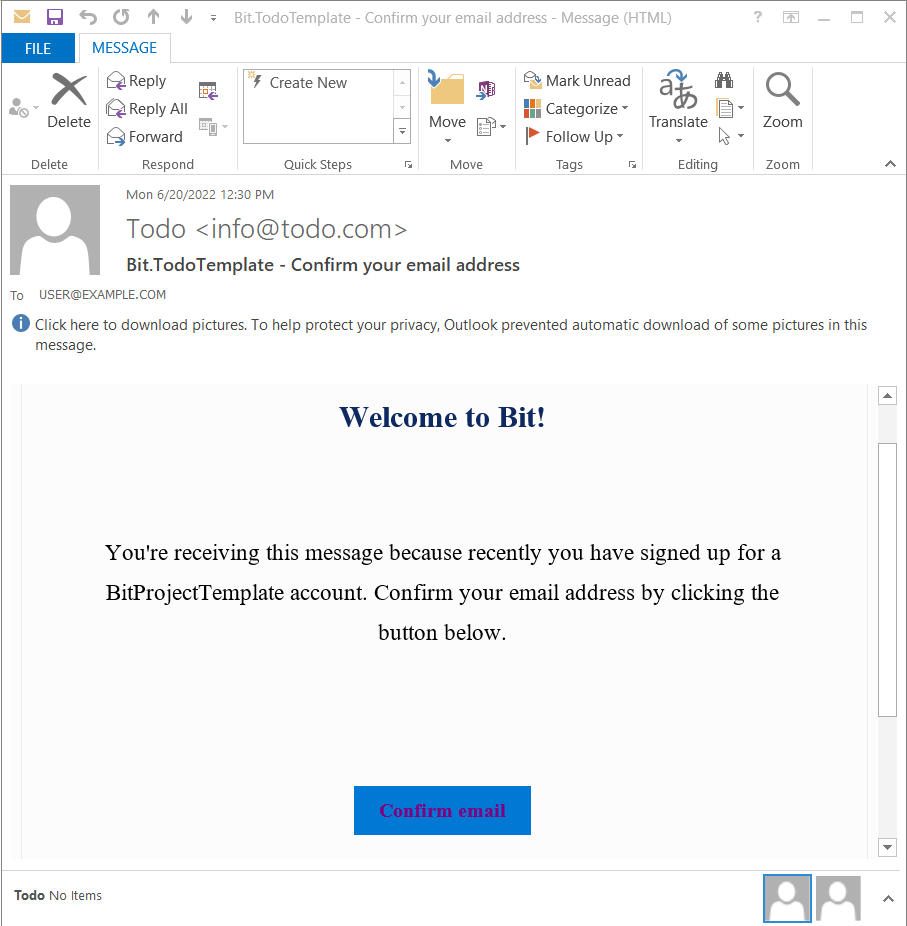 Bit.TodoTemplate - Confirm your email address - Message (HTML)
?
FILE
MESSAGE
Delete
Delete
Reply
Reply All
Forward
Respond
Create New
Quick Steps
Move
Move
Mark Unread
Categorize
Follow Up
Tags
Translate
Editing
Zoom
Zoom
Mon 6/20/2022 12:30 PM
Todo <info@todo.com>
Bit.TodoTemplate - Confirm your email address
To USER@EXAMPLE.COM
Click here to download pictures. To help protect your privacy, Outlook prevented automatic download of some pictures in this
message.
Welcome to Bit!
You're receiving this message because recently you have signed up for a
BitProjectTemplate account. Confirm your email address by clicking the
button below.
Confirm email
Todo No Items